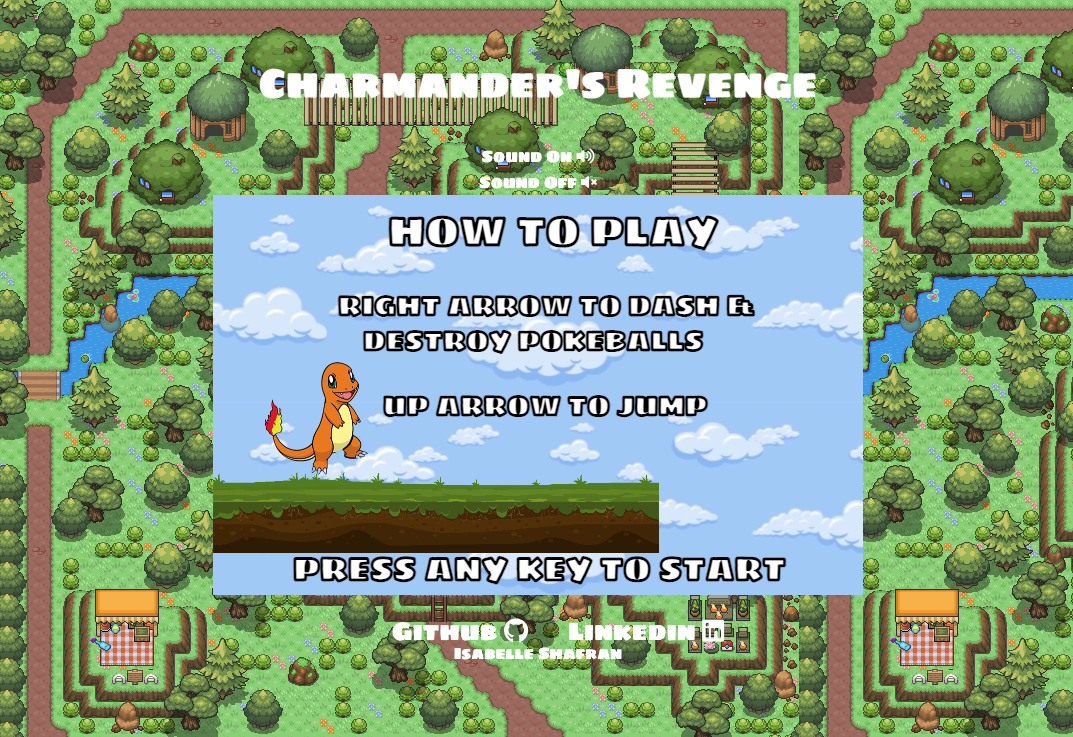 Charmander's Revenge
Sound On
Sound Off
HOW TO PLAY
RIGHT ARROW TO DASH &
DESTROY POKEBALLS
UP ARROW TO JUMP
PRESS ANY KEY TO START
GitHub LinkedIn in
Isabelle Shafran